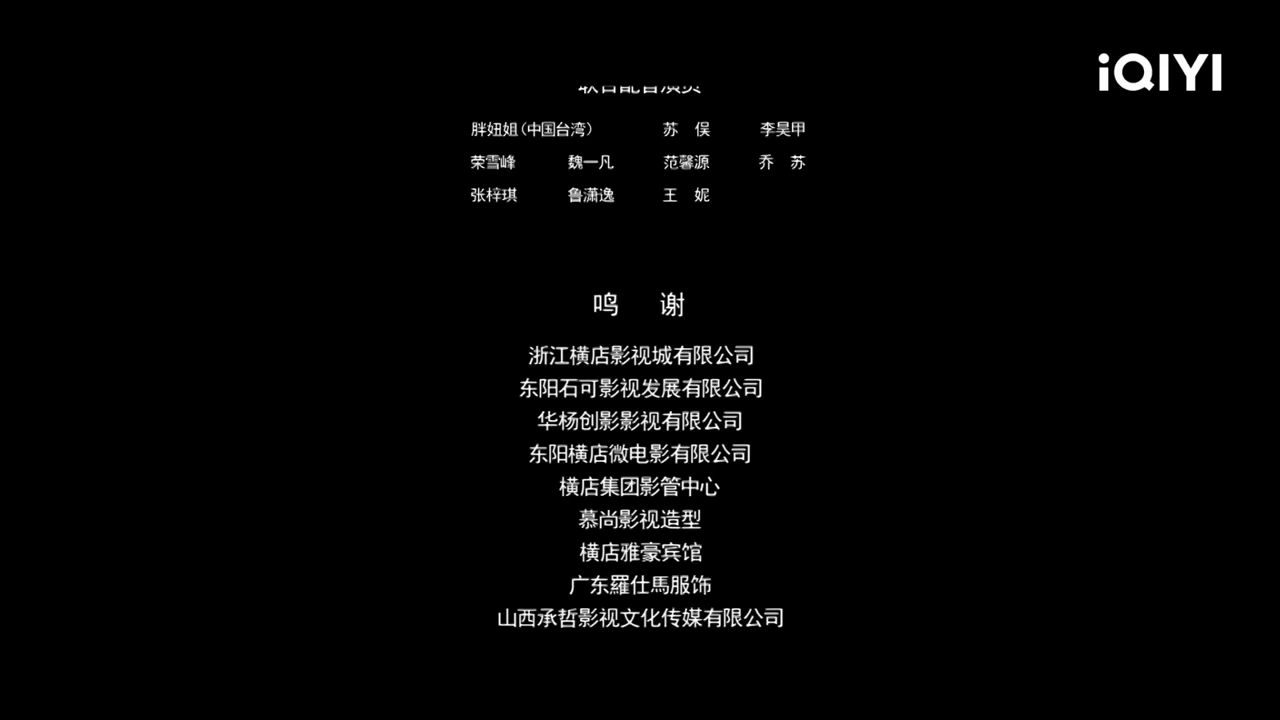 iQIYI
联合配音演员
胖妞姐（中国台湾） 苏 俣 李昊甲
荣雪峰 魏一凡 范馨源 乔 苏
张梓琪 鲁潇逸 王 妮
鸣 谢
浙江横店影视城有限公司
东阳石可影视发展有限公司
华杨创影影视有限公司
东阳横店微电影有限公司
横店集团影管中心
慕尚影视造型
横店雅豪宾馆
广东羅仕馬服饰
山西承哲影视文化传媒有限公司